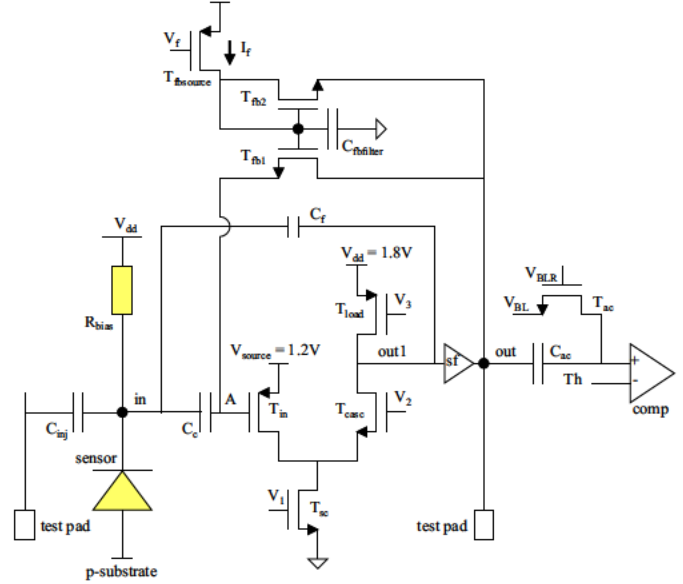 V_f
I_f
T_fbsource
T_fb2
C_fbfilter
T_fb1
C_f
V_dd
V_dd = 1.8V
V_BLR
T_load
V_3
V_BL
T_ac
R_bias
V_source = 1.2V
out1
sf
out
C_ac
+
in
A
Th
-
C_inj
C_c
T_in
T_casc
V_2
comp
sensor
V_1
T_sc
test pad
test pad
p-substrate